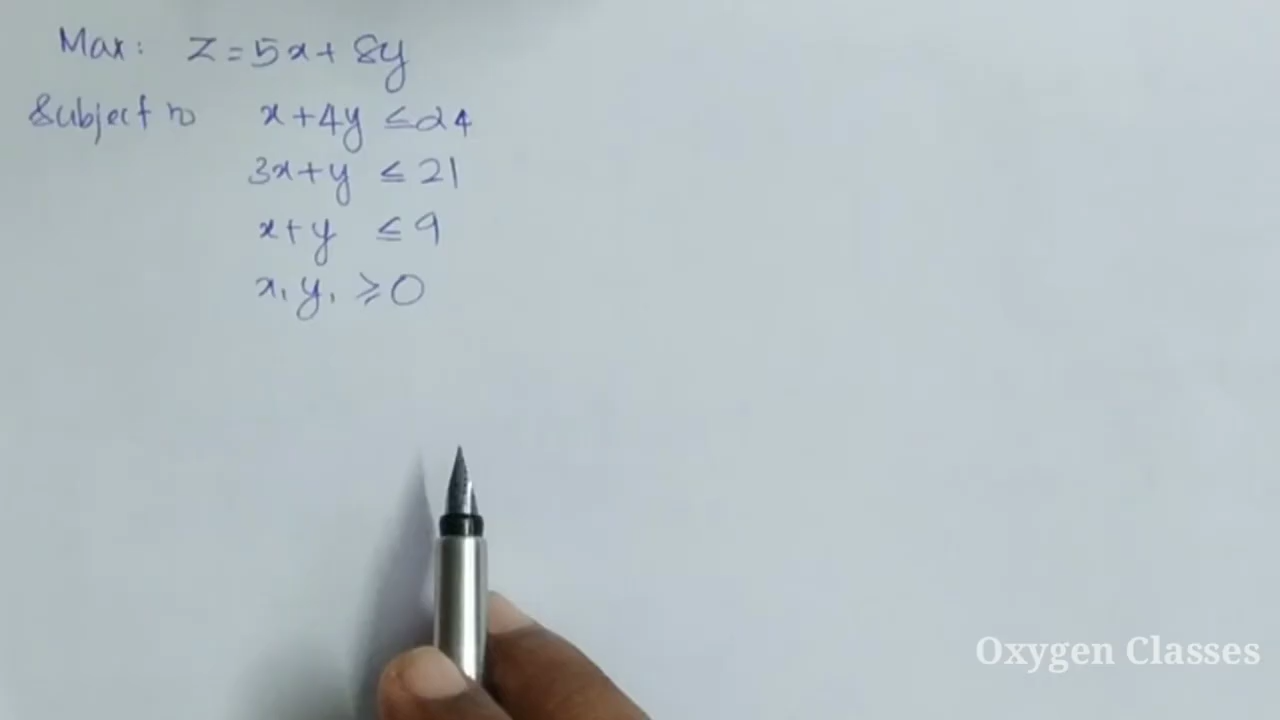 Max: Z=5x+8y
Subject to x+4y ≤24
3x+y ≤21
x+y ≤9
x, y, ≥0
Oxygen Classes